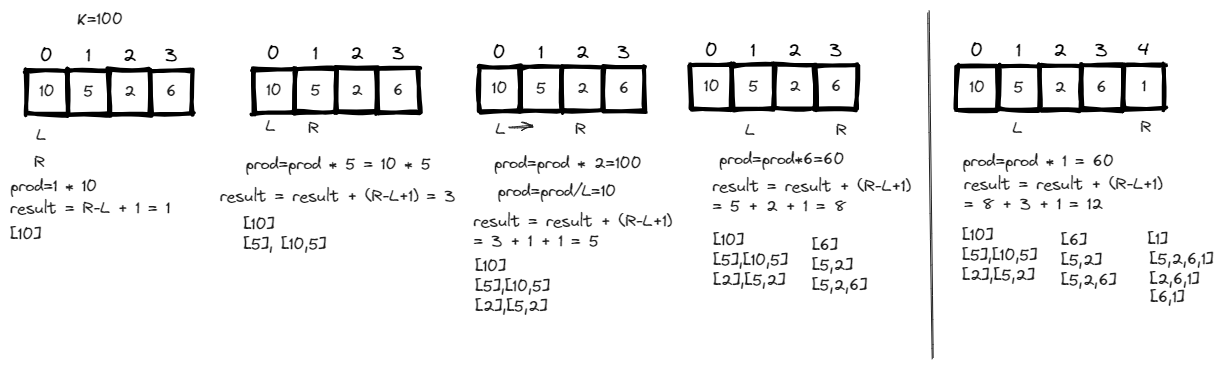 K=100
0 1 2 3
10 5 2 6
L
R
prod=1 * 10
result = R-L + 1 = 1
[10]
0 1 2 3
10 5 2 6
L R
prod=prod * 5 = 10 * 5
result = result + (R-L+1) = 3
[10]
[5], [10,5]
0 1 2 3
10 5 2 6
L → R
prod=prod * 2=100
prod=prod/L=10
result = result + (R-L+1)
= 3 + 1 + 1 = 5
[10]
[5],[10,5]
[2],[5,2]
0 1 2 3
10 5 2 6
L R
prod=prod*6=60
result = result + (R-L+1)
= 5 + 2 + 1 = 8
[10]
[5],[10,5]
[2],[5,2]
[6]
[5,2]
[5,2,6]
0 1 2 3 4
10 5 2 6 1
L R
prod=prod * 1 = 60
result = result + (R-L+1)
= 8 + 3 + 1 = 12
[10]
[5],[10,5]
[2],[5,2]
[6]
[5,2]
[5,2,6]
[1]
[5,2,6,1]
[2,6,1]
[6,1]